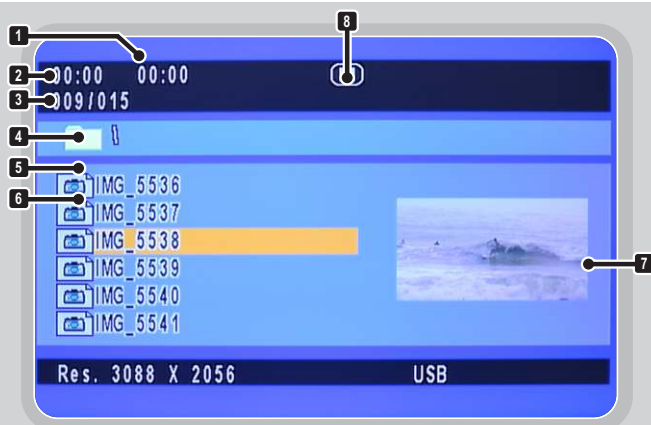 1
8
2 00:00 00:00
3 009/015
4 \
5 IMG_5536
6 IMG_5537
IMG_5538
7
IMG_5539
IMG_5540
IMG_5541
Res. 3088 X 2056 USB